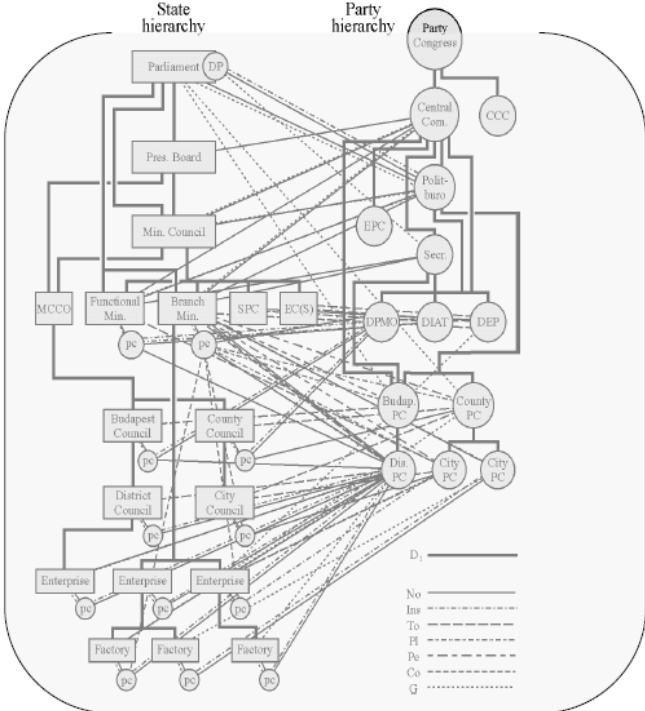 State
hierarchy
Party
hierarchy
Party
Congress
Parliament
DP
Central
Com.
CCC
Pres. Board
Polit-
buro
EPC
Min. Council
Secr.
MCCO
Functional
Min.
Branch
Min.
SPC
EC(S)
DPMO
DIAT
DEP
pc
pc
Budap.
PC
County
PC
Budapest
Council
County
Council
pc
pc
Dis.
PC
City
PC
City
PC
District
Council
City
Council
pc
pc
D₁
Enterprise
Enterprise
Enterprise
pc
pc
pc
No
Ins
To
Pl
Pe
Co
G
Factory
Factory
Factory
pc
pc
pc